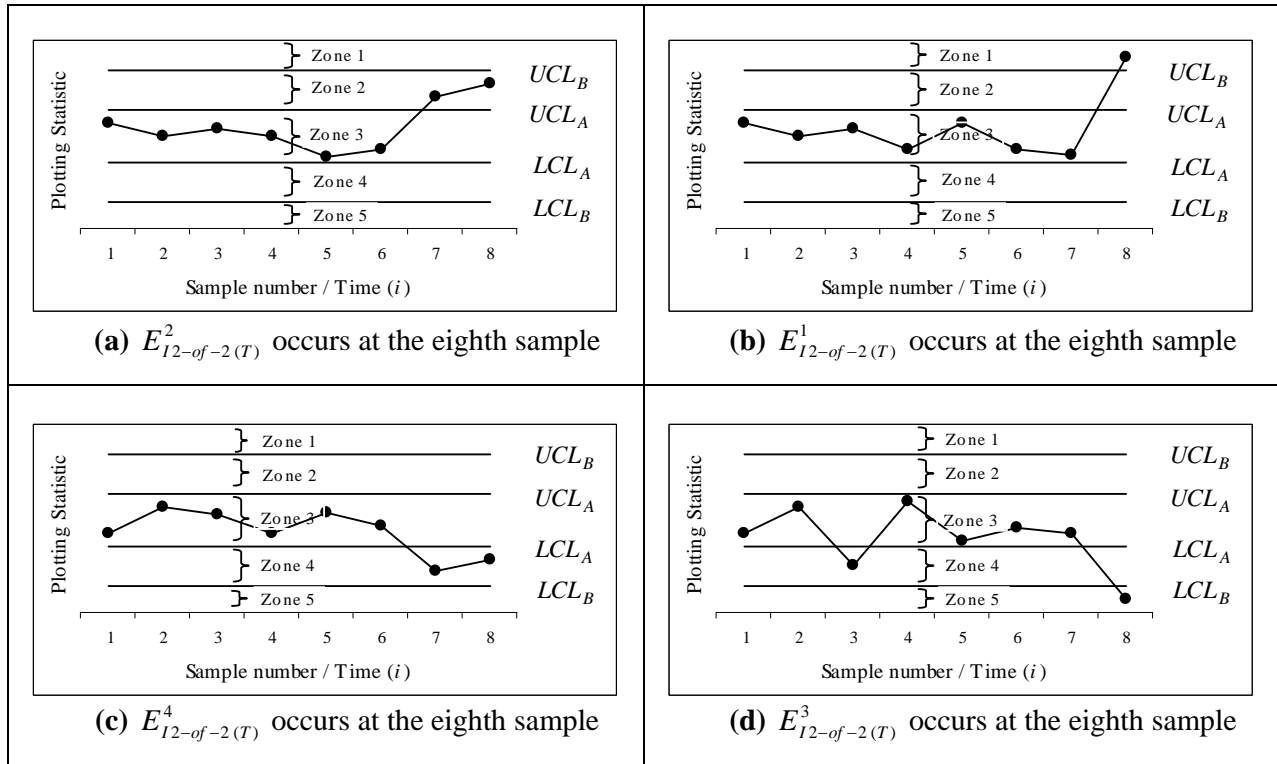 Plotting Statistic
Zone 1
Zone 2
Zone 3
Zone 4
Zone 5
UCL_B
UCL_A
LCL_A
LCL_B
1 2 3 4 5 6 7 8
Sample number / Time (i)
(a) E^2_{I2-of-2(T)} occurs at the eighth sample
Plotting Statistic
Zone 1
Zone 2
Zone 3
Zone 4
Zone 5
UCL_B
UCL_A
LCL_A
LCL_B
1 2 3 4 5 6 7 8
Sample number / Time (i)
(b) E^1_{I2-of-2(T)} occurs at the eighth sample
Plotting Statistic
Zone 1
Zone 2
Zone 3
Zone 4
Zone 5
UCL_B
UCL_A
LCL_A
LCL_B
1 2 3 4 5 6 7 8
Sample number / Time (i)
(c) E^4_{I2-of-2(T)} occurs at the eighth sample
Plotting Statistic
Zone 1
Zone 2
Zone 3
Zone 4
Zone 5
UCL_B
UCL_A
LCL_A
LCL_B
1 2 3 4 5 6 7 8
Sample number / Time (i)
(d) E^3_{I2-of-2(T)} occurs at the eighth sample